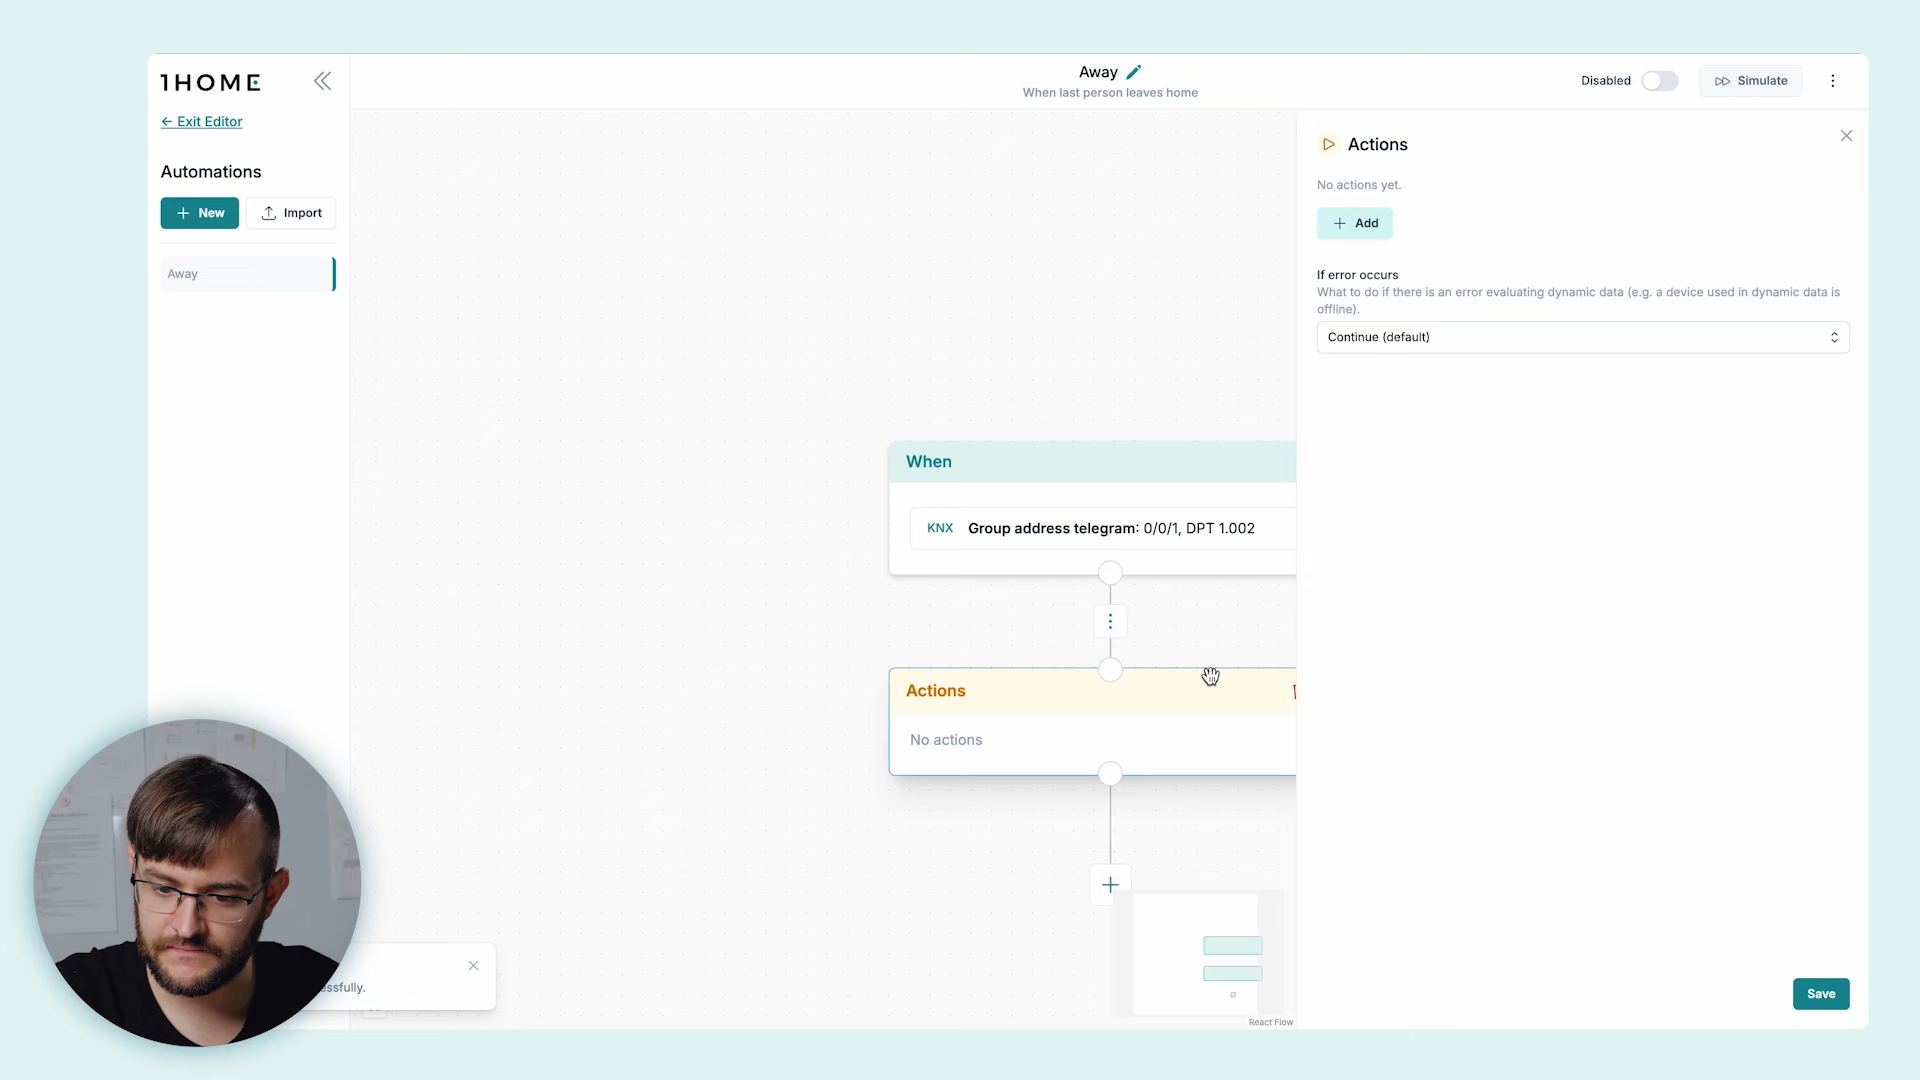 1HOME
← Exit Editor
Automations
New
Import
Away
Away
When last person leaves home
Disabled
Simulate
When
KNX Group address telegram: 0/0/1, DPT 1.002
Actions
No actions
React Flow
Actions
No actions yet.
Add
If error occurs
What to do if there is an error evaluating dynamic data (e.g. a device used in dynamic data is
offline).
Continue (default)
Save